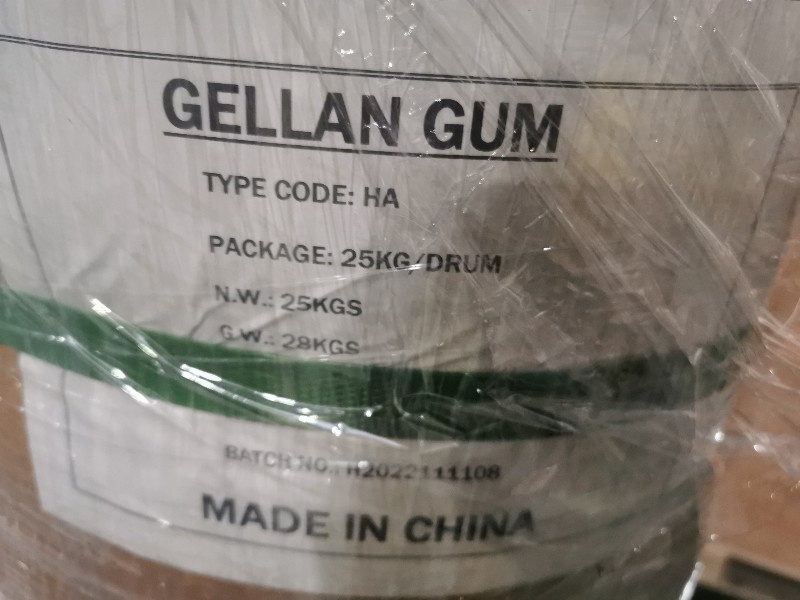 GELLAN GUM
TYPE CODE: HA
PACKAGE: 25KG/DRUM
N.W.: 25KGS
G.W.: 28KGS
BATCH NO.: H2022111108
MADE IN CHINA